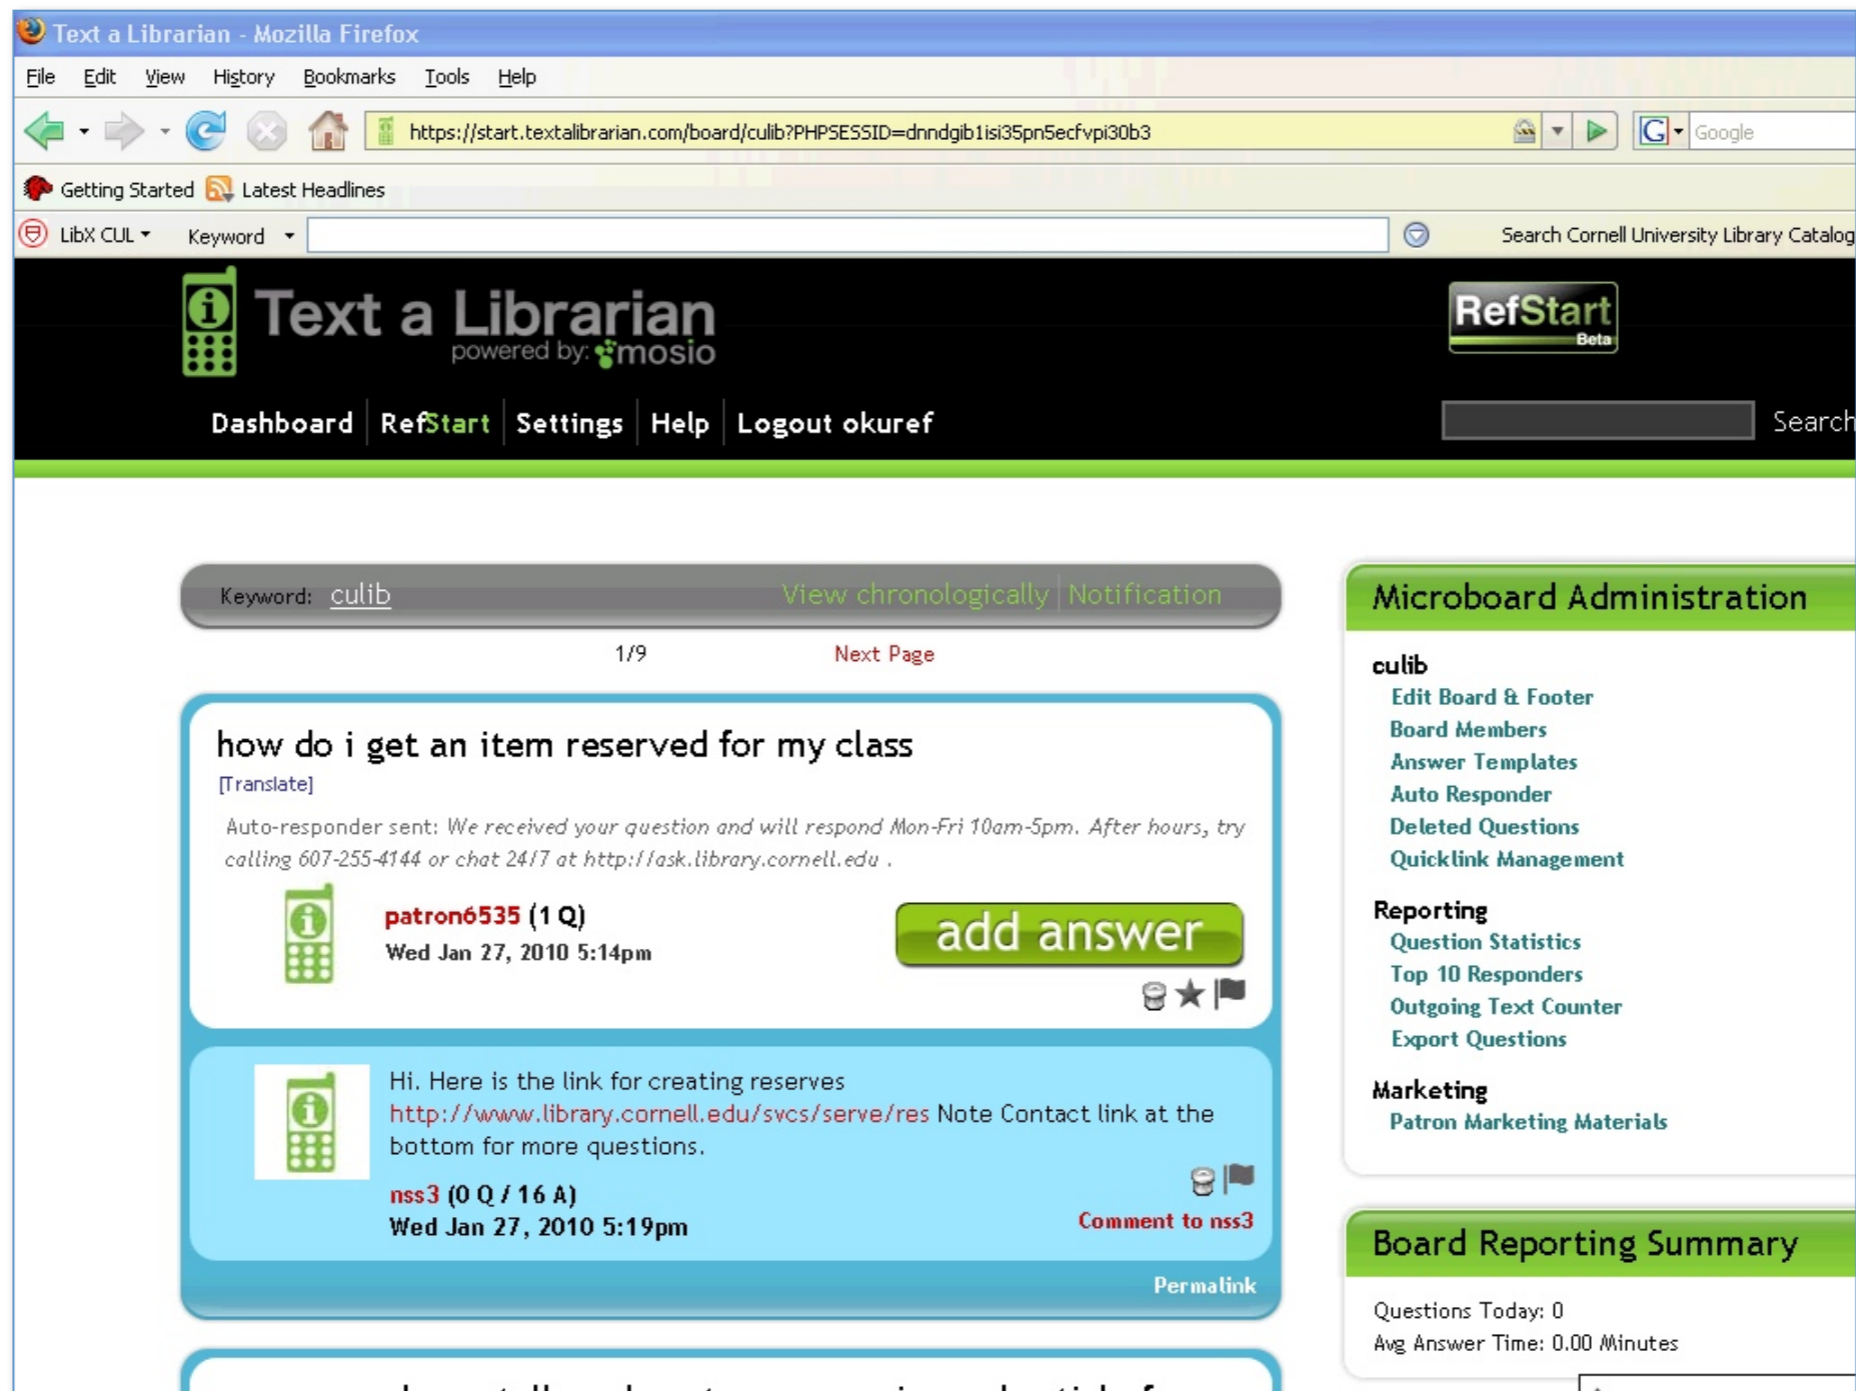 Text a Librarian - Mozilla Firefox
File Edit View History Bookmarks Tools Help
https://start.textalibrarian.com/board/culib?PHPSESSID=dnndgib1isi35pn5ecfvpi30b3
G Google
Getting Started Latest Headlines
LibX CUL Keyword Search Cornell University Library Catalog
Text a Librarian
powered by: mosio
RefStart
Beta
Dashboard RefStart Settings Help Logout okuref Search
Keyword: culib View chronologically Notification
1/9 Next Page
how do i get an item reserved for my class
[Translate]
Auto-responder sent: We received your question and will respond Mon-Fri 10am-5pm. After hours, try
calling 607-255-4144 or chat 24/7 at http://ask.library.cornell.edu .
patron6535 (1 Q)
Wed Jan 27, 2010 5:14pm
add answer
Hi. Here is the link for creating reserves
http://www.library.cornell.edu/svcs/serve/res Note Contact link at the
bottom for more questions.
nss3 (0 Q / 16 A)
Wed Jan 27, 2010 5:19pm
Comment to nss3
Permalink
Microboard Administration
culib
Edit Board & Footer
Board Members
Answer Templates
Auto Responder
Deleted Questions
Quicklink Management
Reporting
Question Statistics
Top 10 Responders
Outgoing Text Counter
Export Questions
Marketing
Patron Marketing Materials
Board Reporting Summary
Questions Today: 0
Avg Answer Time: 0.00 Minutes